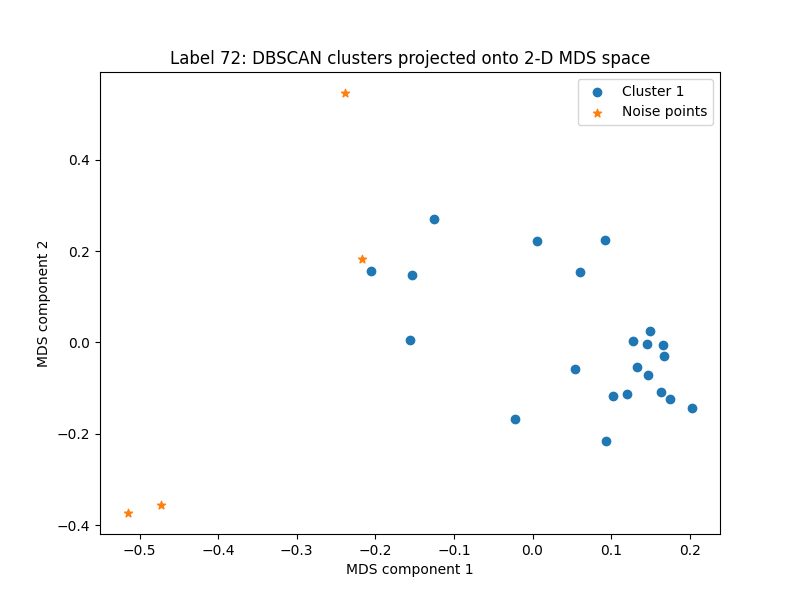 Label 72: DBSCAN clusters projected onto 2-D MDS space
Cluster 1
Noise points
0.4
0.2
0.0
−0.2
−0.4
MDS component 2
−0.5 −0.4 −0.3 −0.2 −0.1 0.0 0.1 0.2
MDS component 1